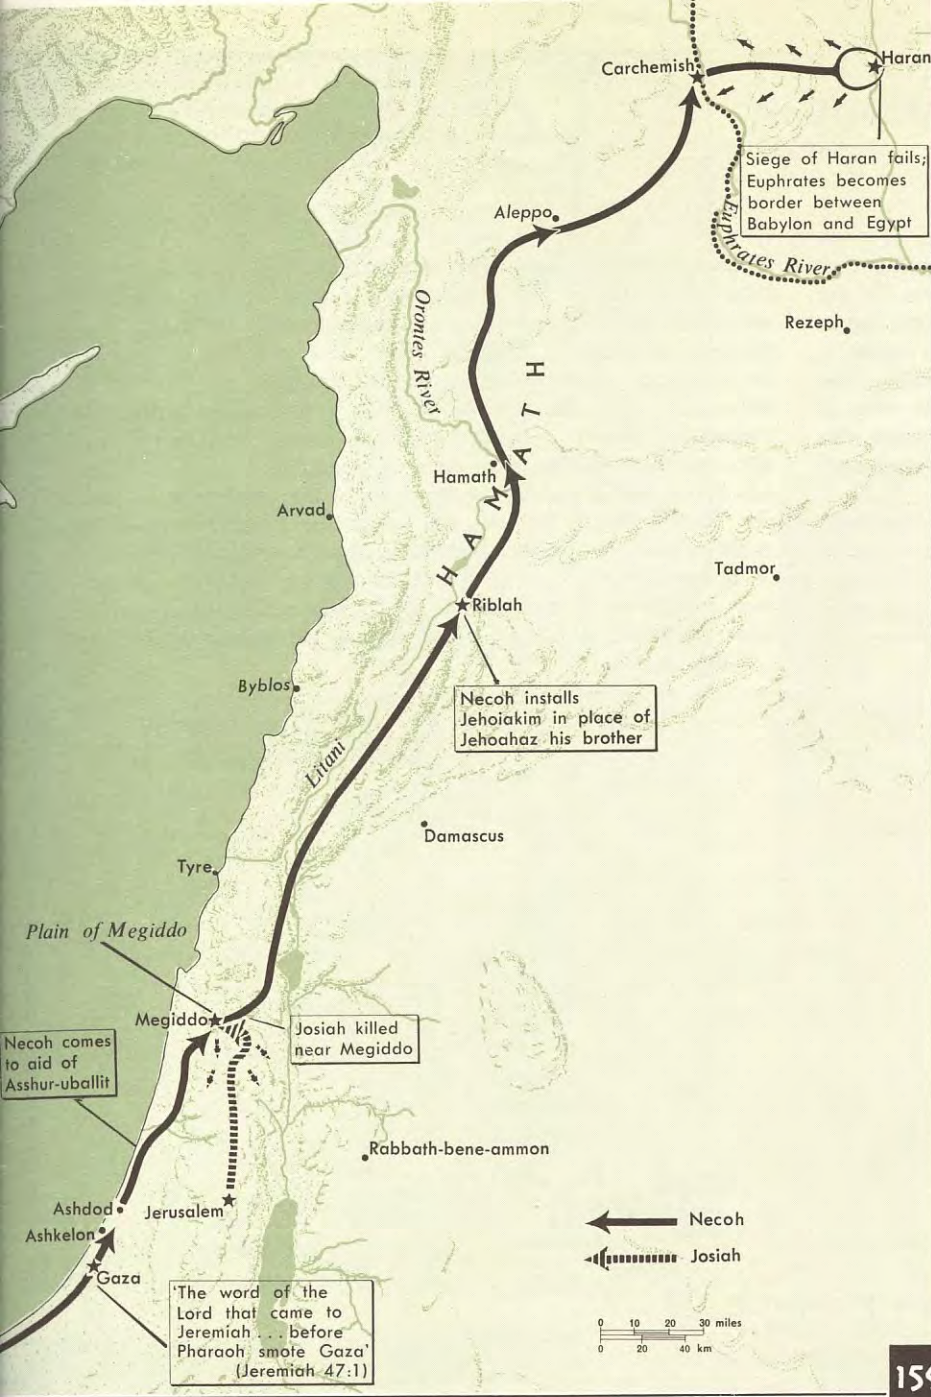 Carchemish
Haran
Siege of Haran fails;
Euphrates becomes
border between
Babylon and Egypt
Aleppo
Euphrates River
Orontes River
Rezeph
HAMATH
Hamath
Arvad
Tadmor
Riblah
Byblos
Necoh installs
Jehoiakim in place of
Jehoahaz his brother
Litani
Damascus
Tyre
Plain of Megiddo
Megiddo
Josiah killed
near Megiddo
Necoh comes
to aid of
Asshur-uballit
Rabbath-bene-ammon
Ashdod
Jerusalem
Ashkelon
Gaza
Necoh
Josiah
'The word of the
Lord that came to
Jeremiah . . . before
Pharaoh smote Gaza'
(Jeremiah 47:1)
0 10 20 30 miles
0 20 40 km